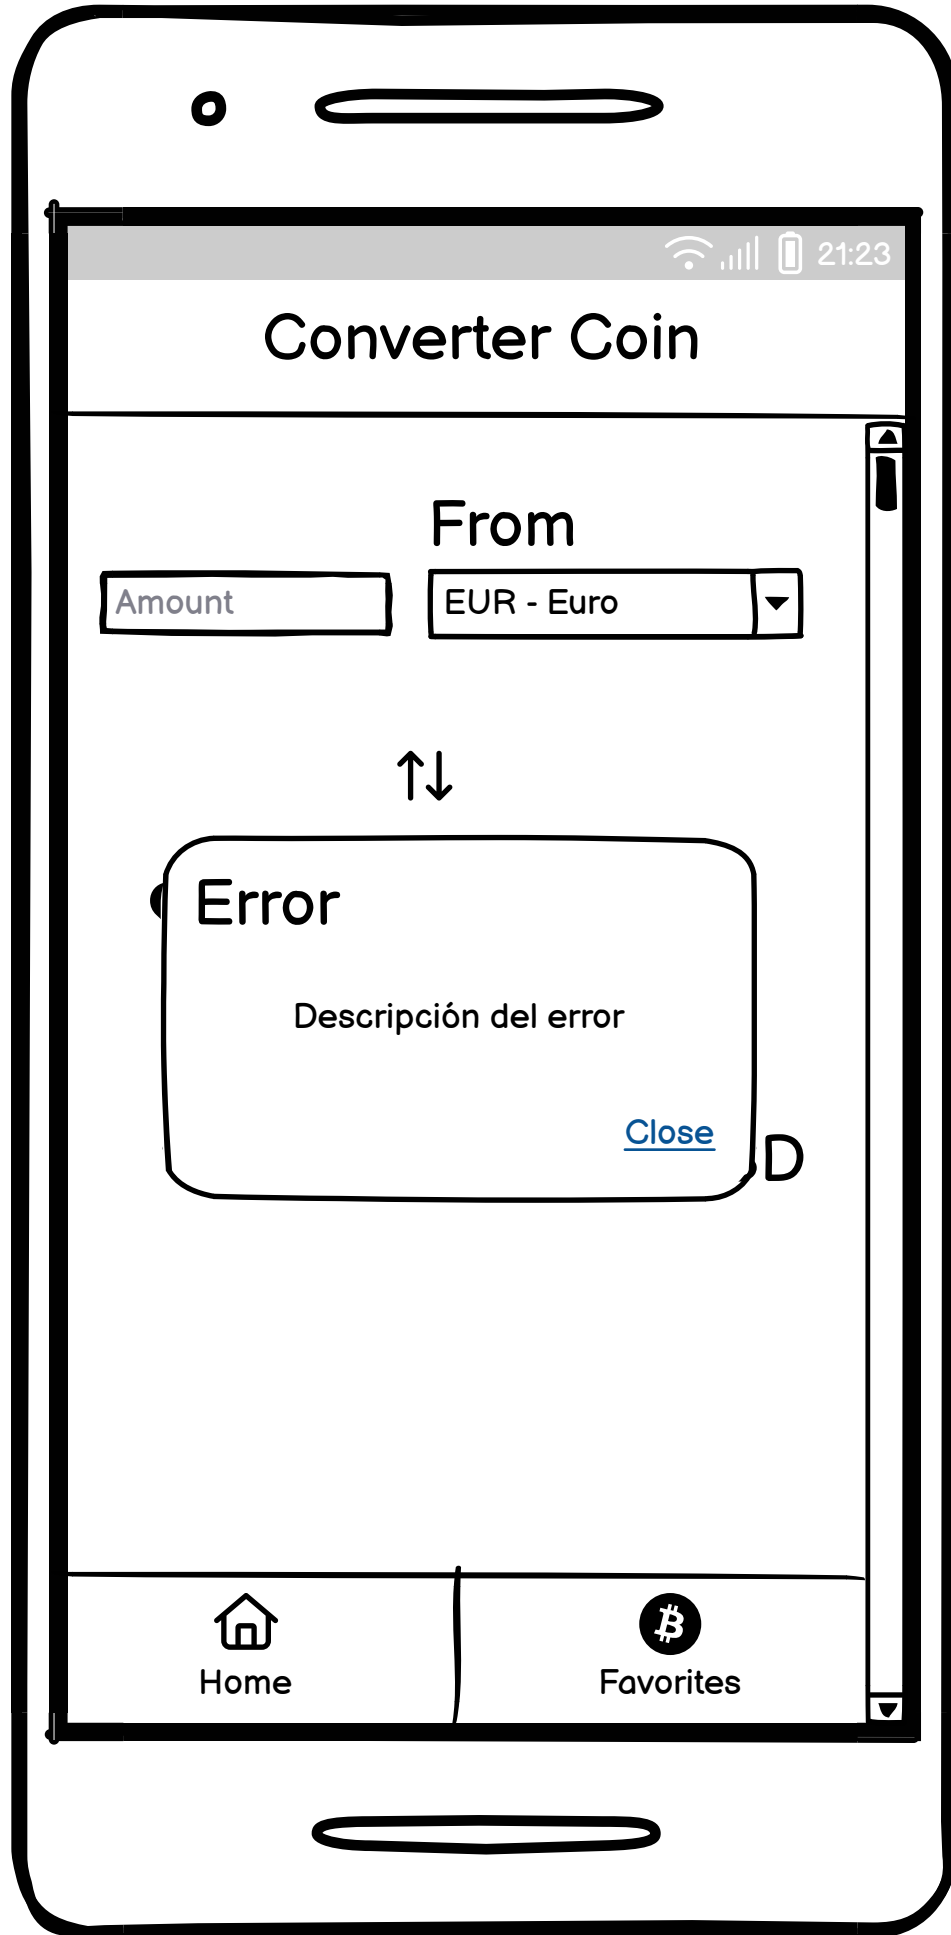 21:23
Converter Coin
From
Amount
EUR - Euro
Error
Descripción del error
Close
D
Home
Favorites